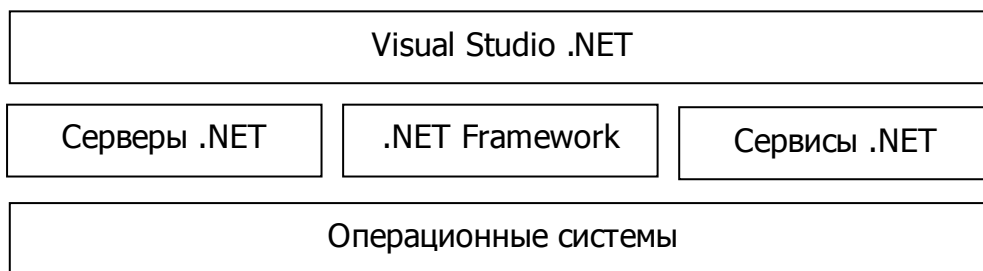 Visual Studio .NET
Серверы .NET
.NET Framework
Сервисы .NET
Операционные системы